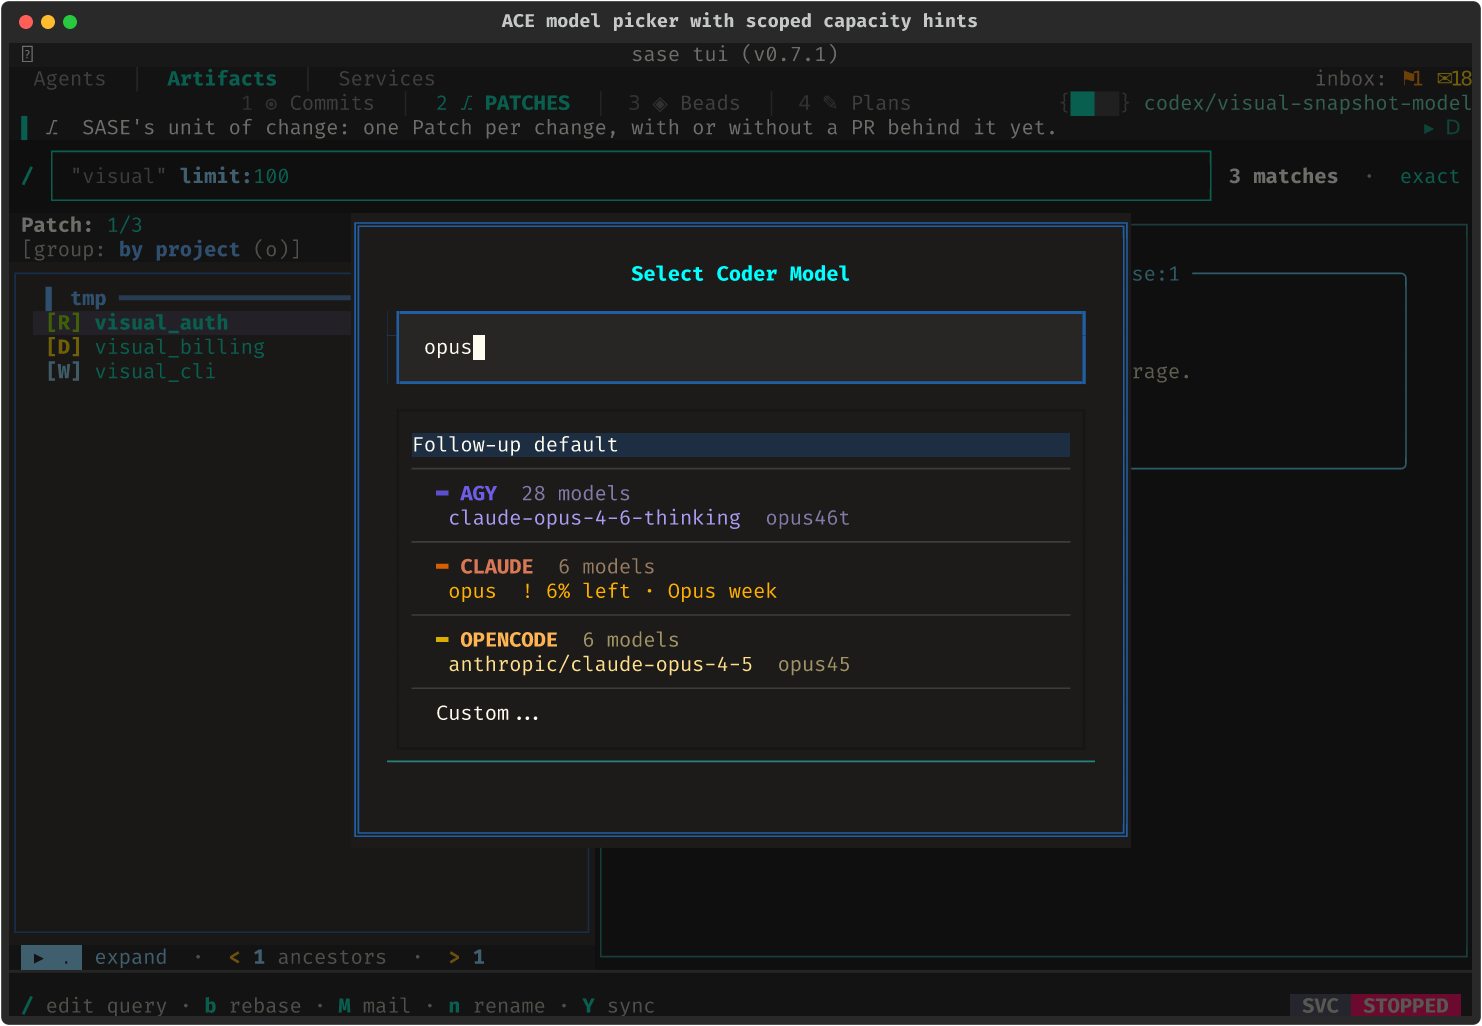 ACE model picker with scoped capacity hints
sase tui (v0.7.1)
Agents │ Artifacts │ Services inbox: ⚑1 ✉18
1 ◎ Commits │ 2 PATCHES │ 3 ◈ Beads │ 4 ✎ Plans { } codex/visual-snapshot-model
SASE's unit of change: one Patch per change, with or without a PR behind it yet. ▶ D
/ "visual" limit:100 3 matches · exact
Patch: 1/3
[group: by project (o)]
tmp
[R] visual_auth
[D] visual_billing
[W] visual_cli
se:1
rage.
Select Coder Model
opus
Follow-up default
AGY 28 models
claude-opus-4-6-thinking opus46t
CLAUDE 6 models
opus ! 6% left · Opus week
OPENCODE 6 models
anthropic/claude-opus-4-5 opus45
Custom...
▶ . expand · < 1 ancestors · > 1
/ edit query · b rebase · M mail · n rename · Y sync SVC STOPPED